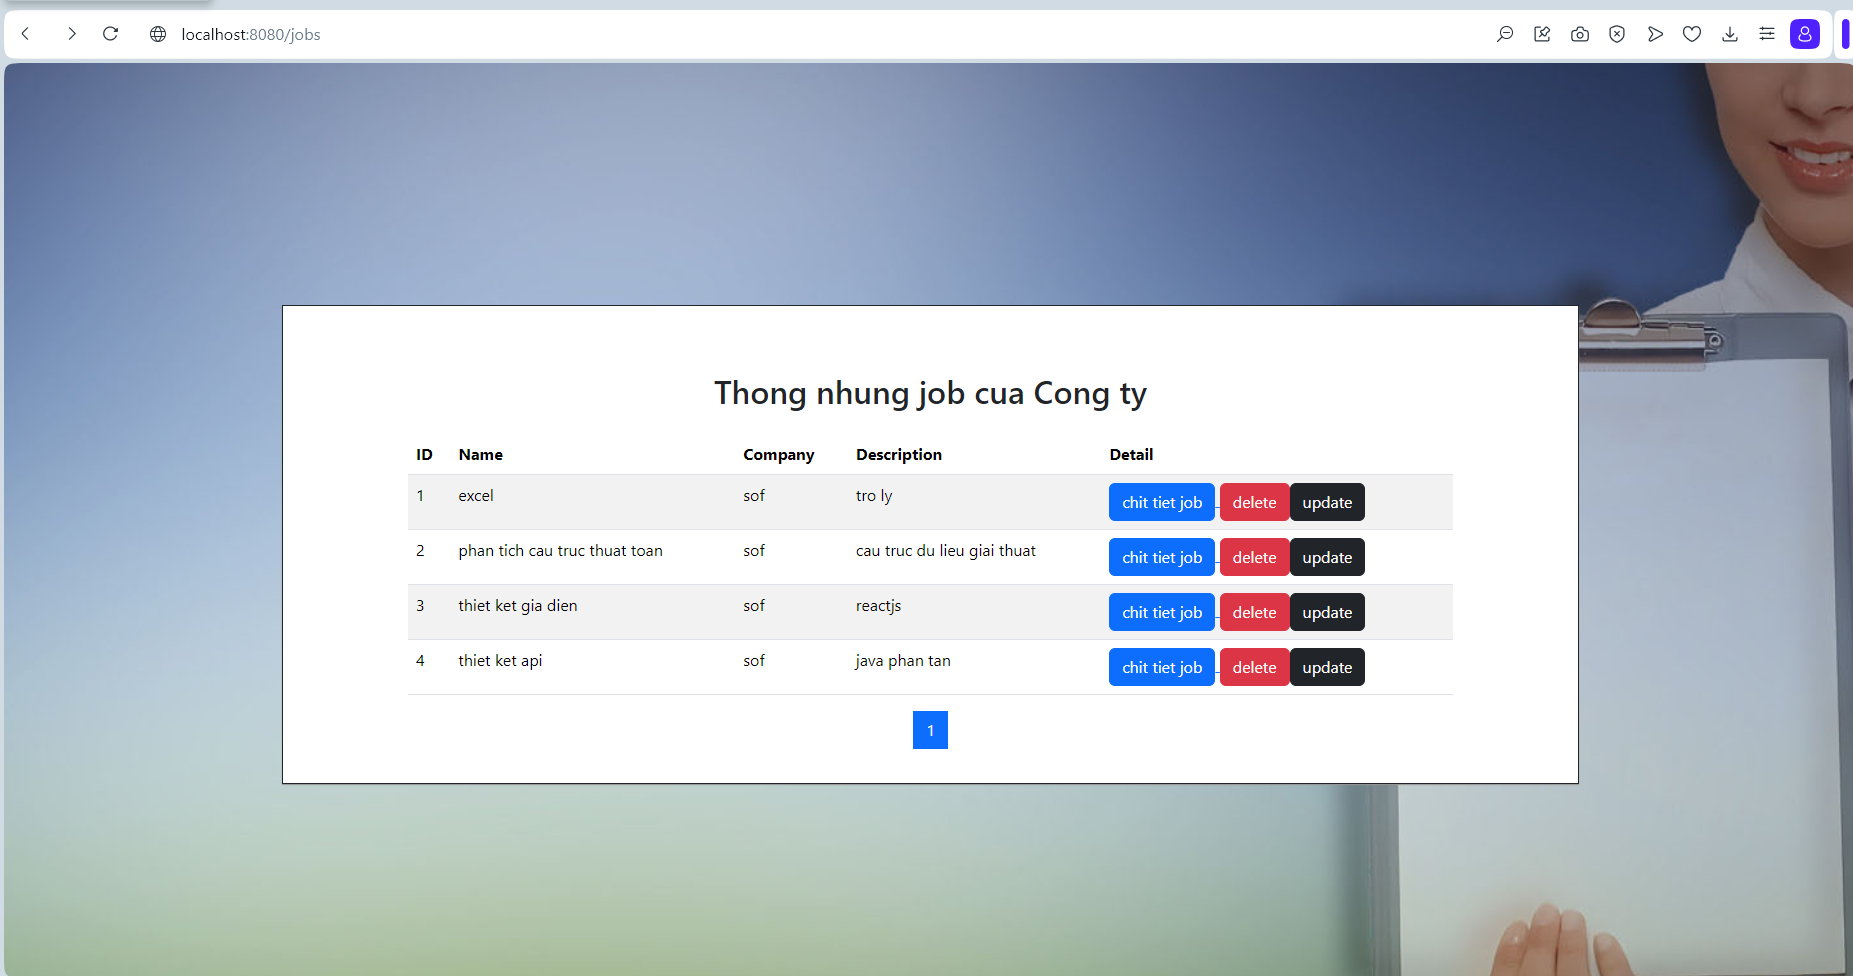 localhost:8080/jobs
Thong nhung job cua Cong ty
ID Name Company Description Detail
1 excel sof tro ly chit tiet job delete update
2 phan tich cau truc thuat toan sof cau truc du lieu giai thuat chit tiet job delete update
3 thiet ket gia dien sof reactjs chit tiet job delete update
4 thiet ket api sof java phan tan chit tiet job delete update
1